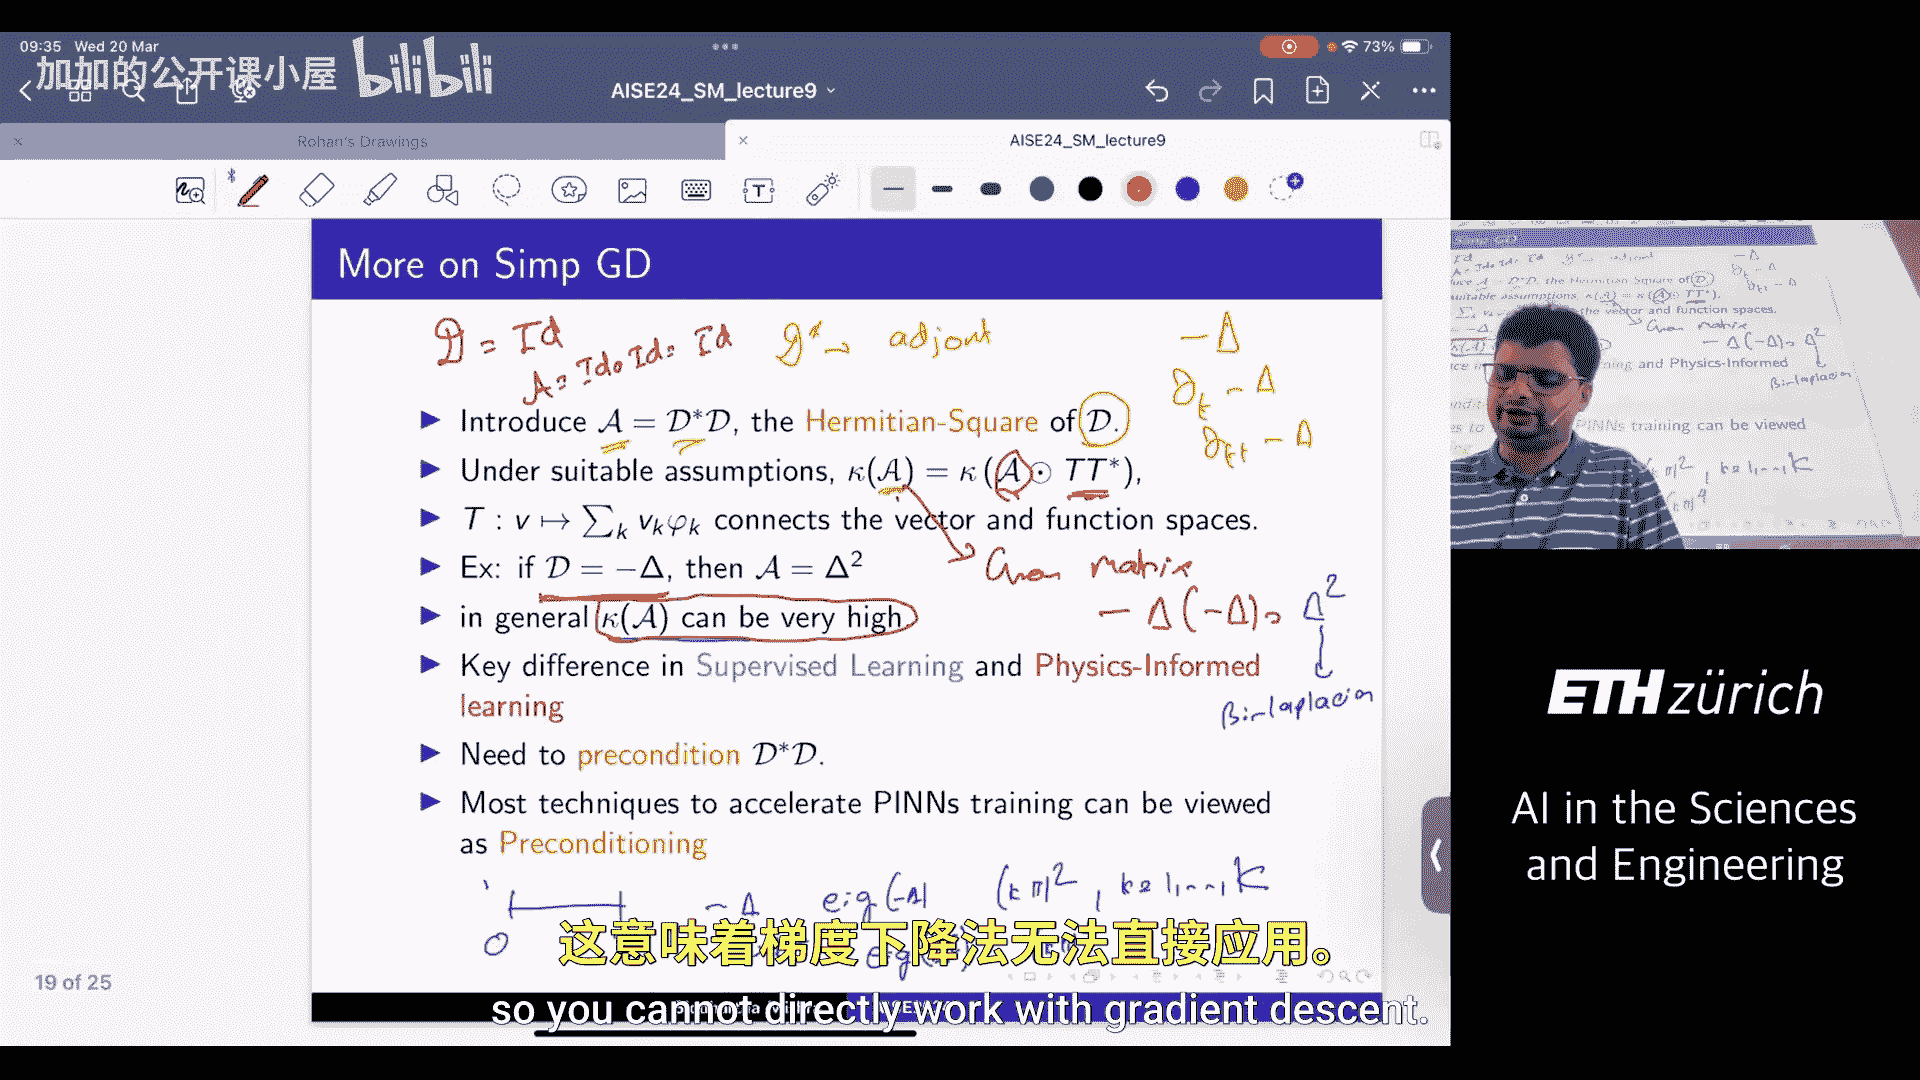 09:35 Wed 20 Mar
73%
加加的公开课小屋 bilibili
AISE24_SM_lecture9
Rohan's Drawings
AISE24_SM_lecture9
More on Simp GD
𝒟 = Id
A = Id∘Id = Id
adjoint
-Δ
∂t - Δ
∂tt - Δ
▶ Introduce 𝒜 = 𝒟*𝒟, the Hermitian-Square of 𝒟.
▶ Under suitable assumptions, κ(𝒜) = κ(𝒜 ⊙ TT*),
▶ T : v ↦ ∑ₖ vₖφₖ connects the vector and function spaces.
▶ Ex: if 𝒟 = −Δ, then 𝒜 = Δ²
Gram matrix
▶ in general κ(𝒜) can be very high
-Δ(-Δ) = Δ²
▶ Key difference in Supervised Learning and Physics-Informed
learning
Bi-laplacian
▶ Need to precondition 𝒟*𝒟.
▶ Most techniques to accelerate PINNs training can be viewed
as Preconditioning
-Δ eig(-Δ) (kπ)², k=1,...,K
0
这意味着梯度下降法无法直接应用。
so you cannot directly work with gradient descent.
19 of 25
ETH zürich
AI in the Sciences
and Engineering